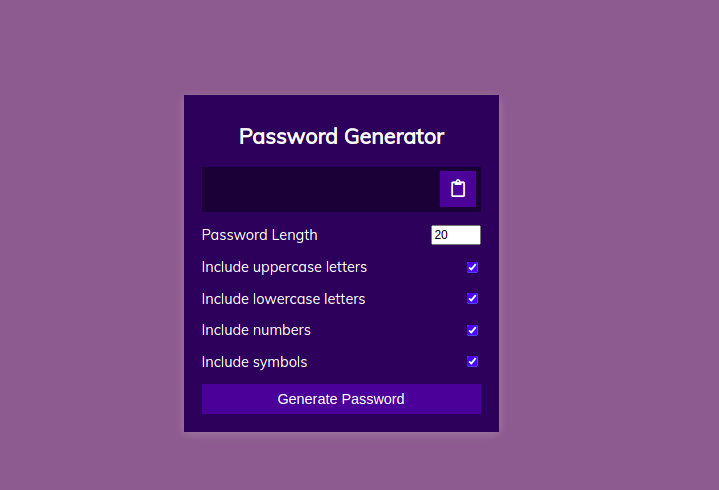 Password Generator
Password Length 20
Include uppercase letters
Include lowercase letters
Include numbers
Include symbols
Generate Password